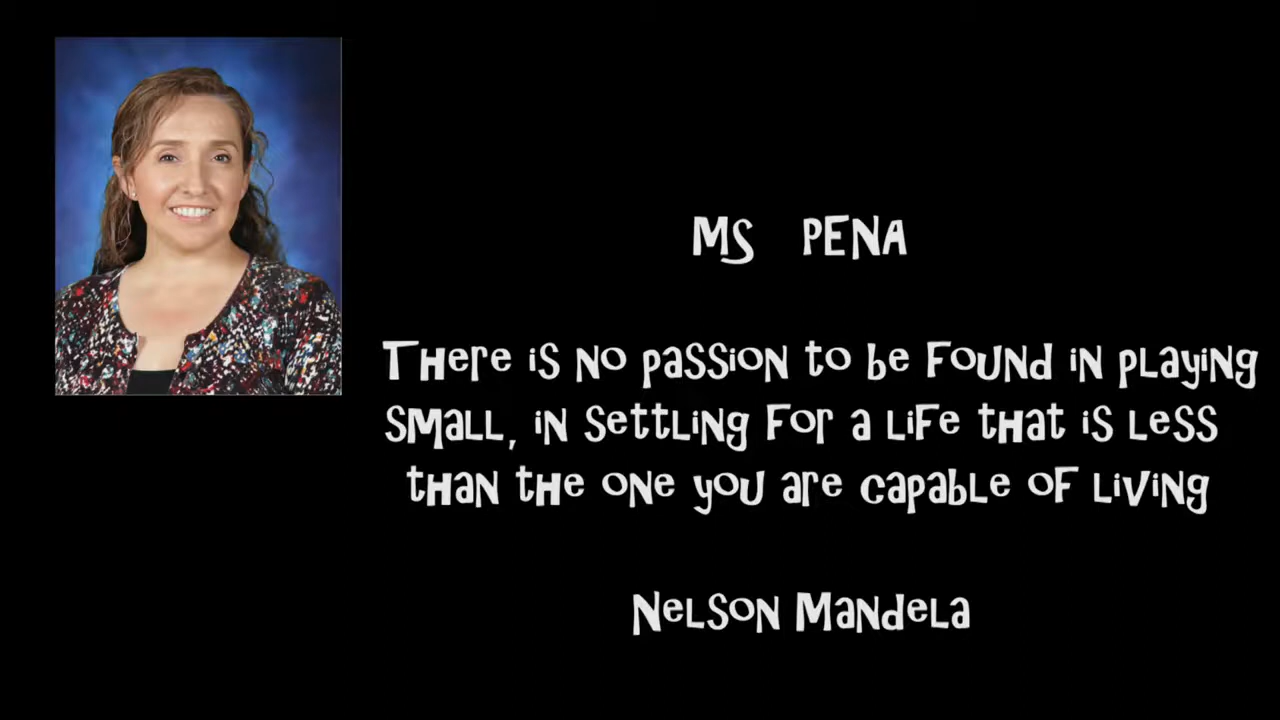 MS PENA
There is no passion to be found in playing
small, in settling for a life that is less
than the one you are capable of living
Nelson Mandela